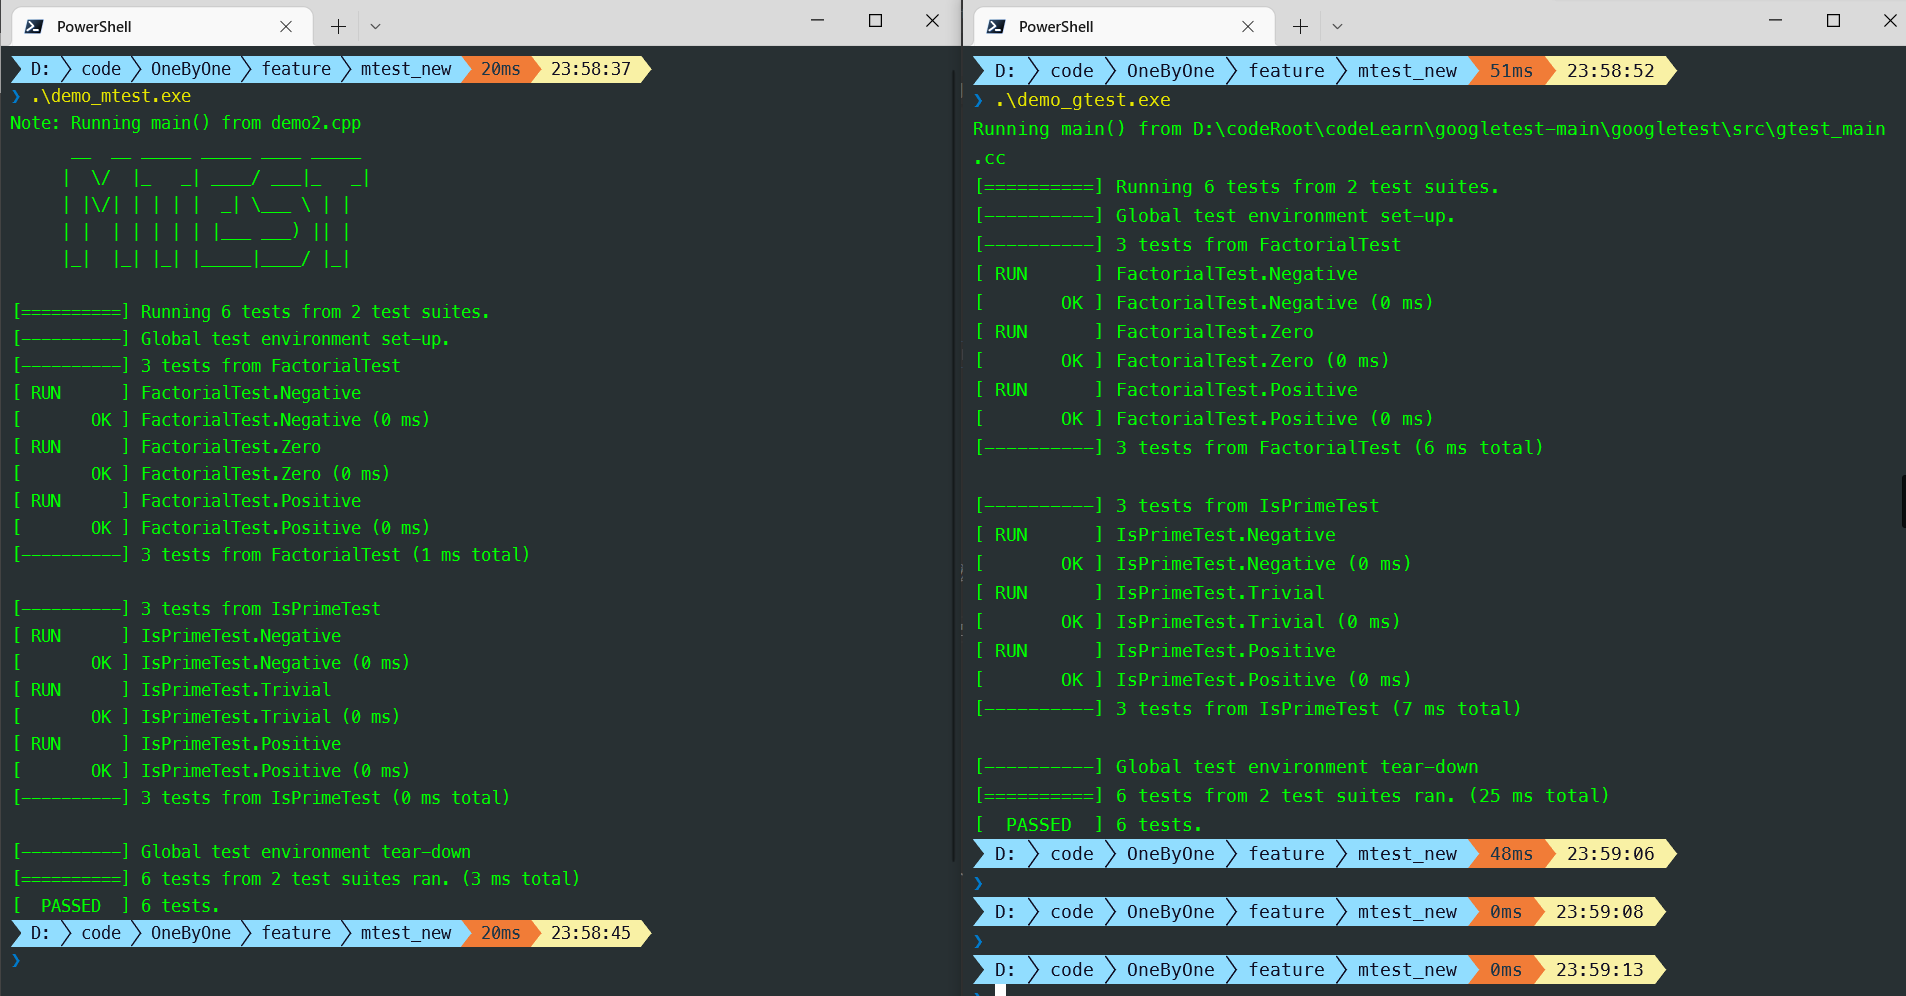 PowerShell
D: code OneByOne feature mtest_new 20ms 23:58:37
❯ .\demo_mtest.exe
Note: Running main() from demo2.cpp
 __  __ _____ _____ ____ _____
|  \/  |_   _| ____/ ___|_   _|
| |\/| | | | |  _| \___ \ | |
| |  | | | | | |___ ___) || |
|_|  |_| |_| |_____|____/ |_|
[==========] Running 6 tests from 2 test suites.
[----------] Global test environment set-up.
[----------] 3 tests from FactorialTest
[ RUN      ] FactorialTest.Negative
[       OK ] FactorialTest.Negative (0 ms)
[ RUN      ] FactorialTest.Zero
[       OK ] FactorialTest.Zero (0 ms)
[ RUN      ] FactorialTest.Positive
[       OK ] FactorialTest.Positive (0 ms)
[----------] 3 tests from FactorialTest (1 ms total)
[----------] 3 tests from IsPrimeTest
[ RUN      ] IsPrimeTest.Negative
[       OK ] IsPrimeTest.Negative (0 ms)
[ RUN      ] IsPrimeTest.Trivial
[       OK ] IsPrimeTest.Trivial (0 ms)
[ RUN      ] IsPrimeTest.Positive
[       OK ] IsPrimeTest.Positive (0 ms)
[----------] 3 tests from IsPrimeTest (0 ms total)
[----------] Global test environment tear-down
[==========] 6 tests from 2 test suites ran. (3 ms total)
[  PASSED  ] 6 tests.
D: code OneByOne feature mtest_new 20ms 23:58:45
❯
PowerShell
D: code OneByOne feature mtest_new 51ms 23:58:52
❯ .\demo_gtest.exe
Running main() from D:\codeRoot\codeLearn\googletest-main\googletest\src\gtest_main
.cc
[==========] Running 6 tests from 2 test suites.
[----------] Global test environment set-up.
[----------] 3 tests from FactorialTest
[ RUN      ] FactorialTest.Negative
[       OK ] FactorialTest.Negative (0 ms)
[ RUN      ] FactorialTest.Zero
[       OK ] FactorialTest.Zero (0 ms)
[ RUN      ] FactorialTest.Positive
[       OK ] FactorialTest.Positive (0 ms)
[----------] 3 tests from FactorialTest (6 ms total)
[----------] 3 tests from IsPrimeTest
[ RUN      ] IsPrimeTest.Negative
[       OK ] IsPrimeTest.Negative (0 ms)
[ RUN      ] IsPrimeTest.Trivial
[       OK ] IsPrimeTest.Trivial (0 ms)
[ RUN      ] IsPrimeTest.Positive
[       OK ] IsPrimeTest.Positive (0 ms)
[----------] 3 tests from IsPrimeTest (7 ms total)
[----------] Global test environment tear-down
[==========] 6 tests from 2 test suites ran. (25 ms total)
[  PASSED  ] 6 tests.
D: code OneByOne feature mtest_new 48ms 23:59:06
❯
D: code OneByOne feature mtest_new 0ms 23:59:08
❯
D: code OneByOne feature mtest_new 0ms 23:59:13